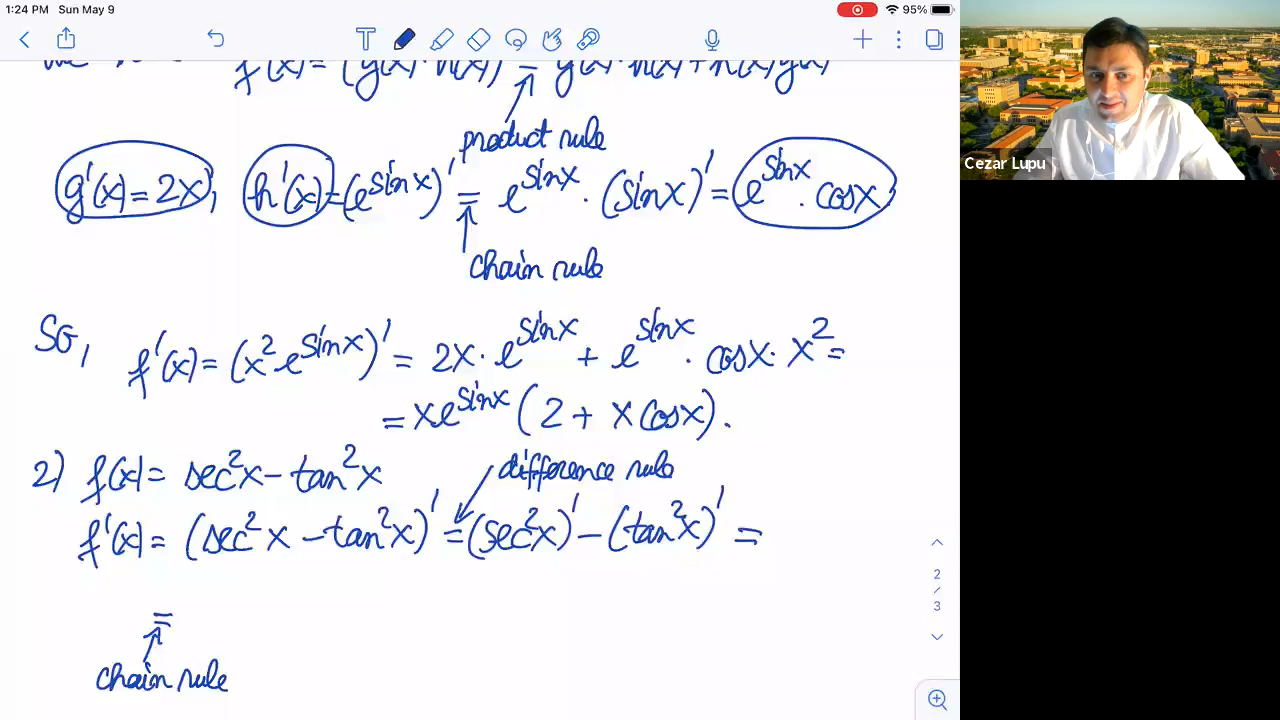 1:24 PM Sun May 9
95%
f'(x) = (g(x)·h(x))' = g'(x)·h(x) + h'(x)g(x)
product rule
g'(x) = 2x, h'(x) = (e^{sin x})' = e^{sin x} · (sin x)' = e^{sin x} · cos x
chain rule
So, f'(x) = (x² e^{sin x})' = 2x · e^{sin x} + e^{sin x} · cos x · x² =
= x e^{sin x} (2 + x cos x).
2) f(x) = sec²x - tan²x
difference rule
f'(x) = (sec²x - tan²x)' = (sec²x)' - (tan²x)' =
=
chain rule
2
/
3
Cezar Lupu